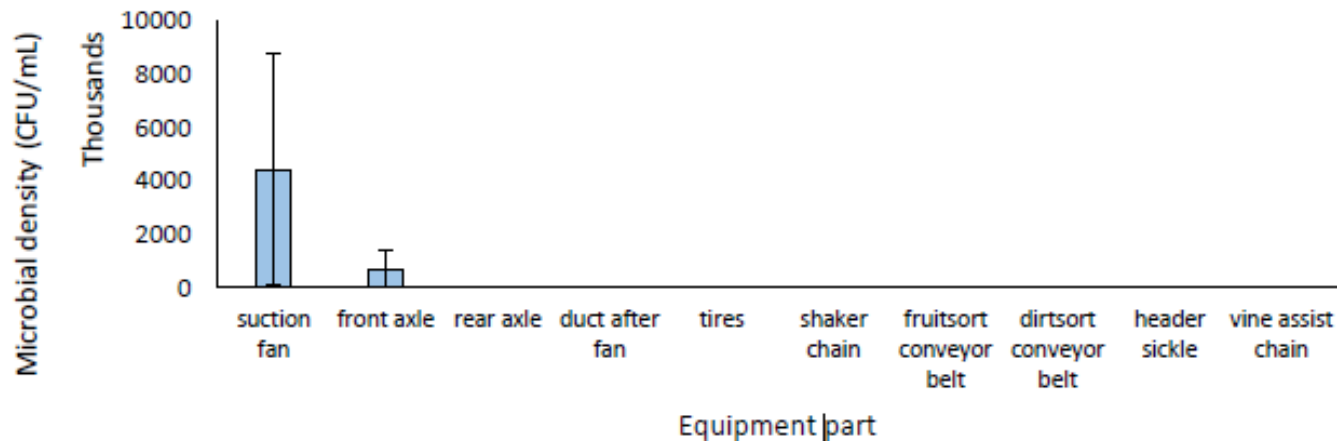 Microbial density (CFU/mL)
Thousands
10000
8000
6000
4000
2000
0
suction
fan
front axle
rear axle
duct after
fan
tires
shaker
chain
fruitsort
conveyor
belt
dirtsort
conveyor
belt
header
sickle
vine assist
chain
Equipment part